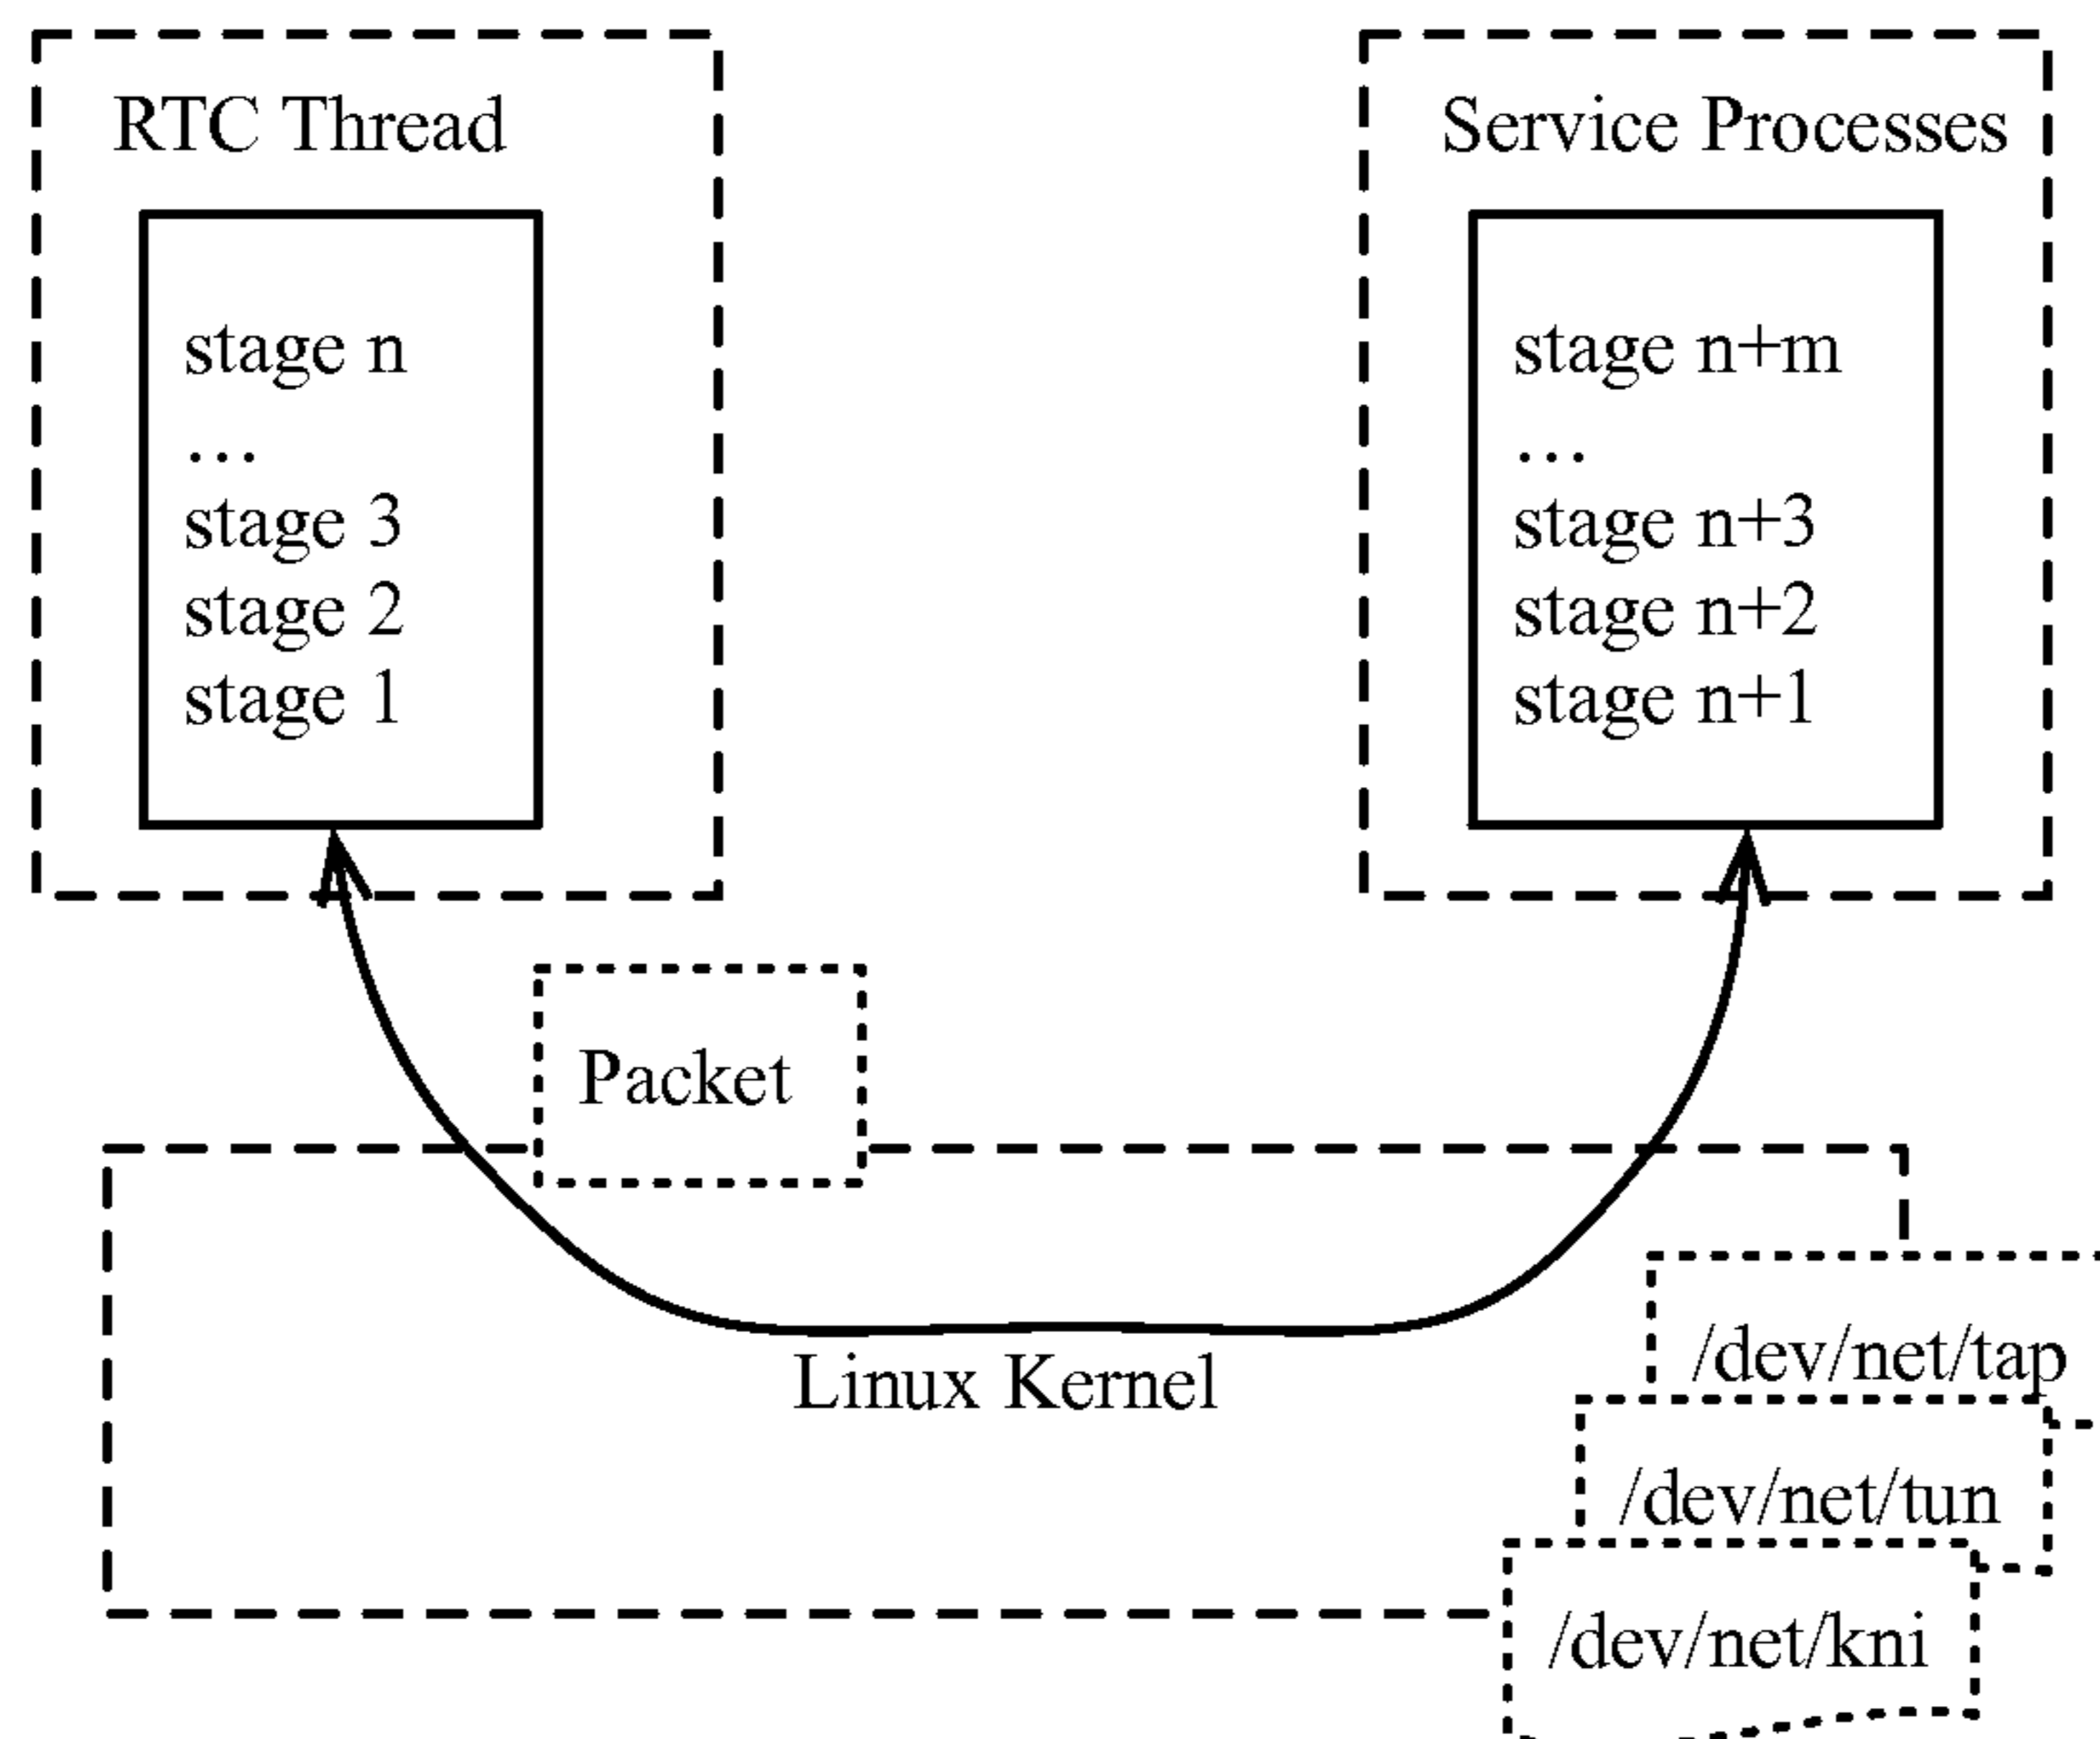 RTC Thread
stage n
...
stage 3
stage 2
stage 1
Service Processes
stage n+m
...
stage n+3
stage n+2
stage n+1
Packet
Linux Kernel
/dev/net/tap
/dev/net/tun
/dev/net/kni